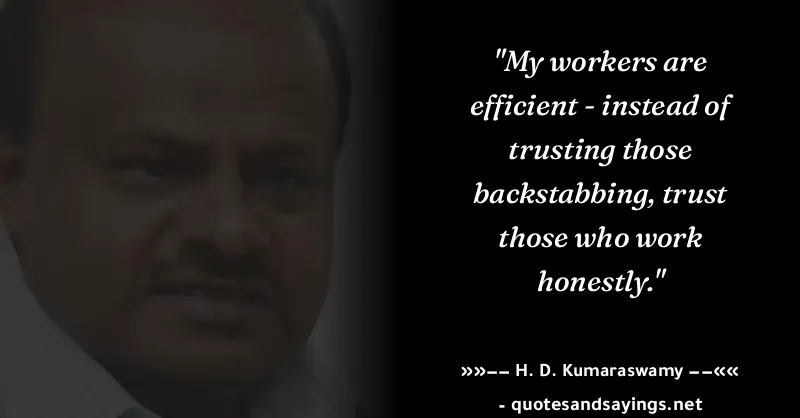 "My workers are
efficient - instead of
trusting those
backstabbing, trust
those who work
honestly."
»»−− H. D. Kumaraswamy −−««
- quotesandsayings.net